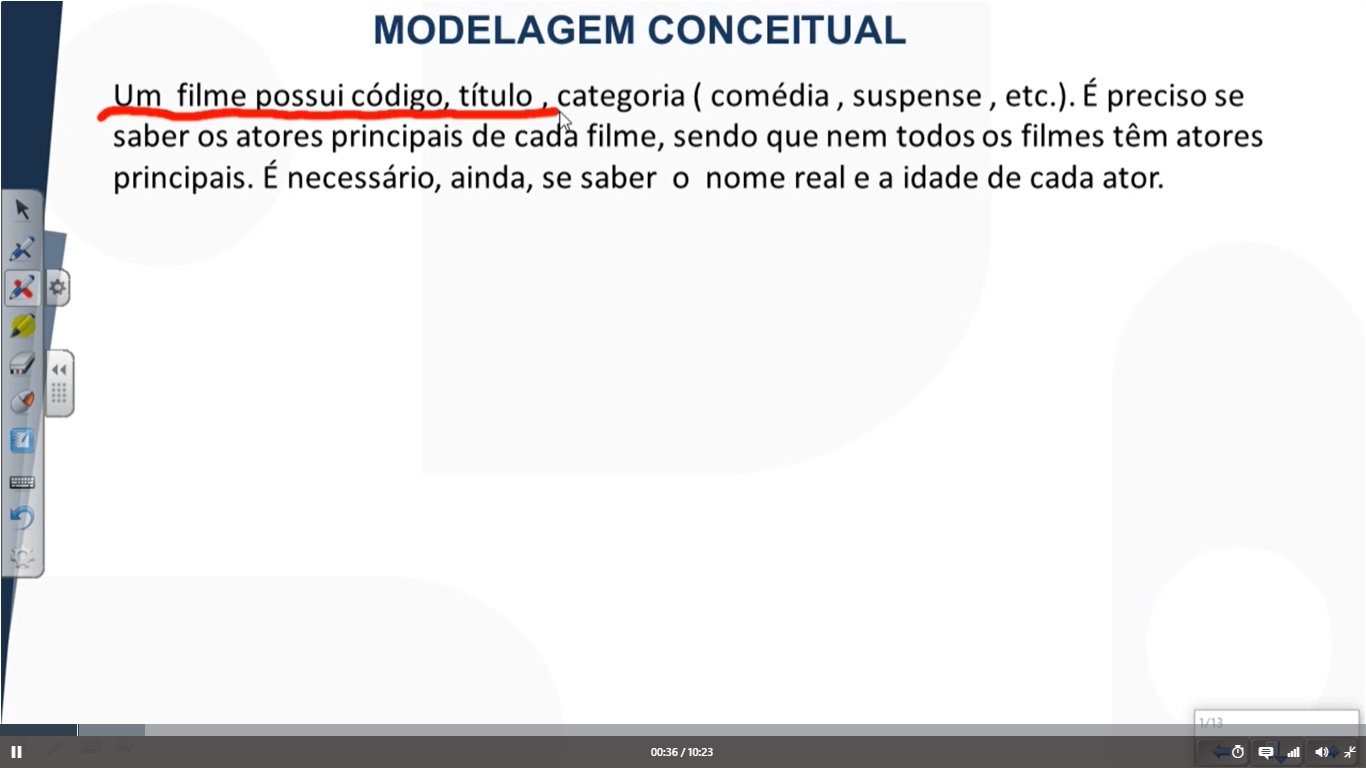 MODELAGEM CONCEITUAL
Um filme possui código, título , categoria ( comédia , suspense , etc.). É preciso se
saber os atores principais de cada filme, sendo que nem todos os filmes têm atores
principais. É necessário, ainda, se saber o nome real e a idade de cada ator.
1/13
00:36 / 10:23